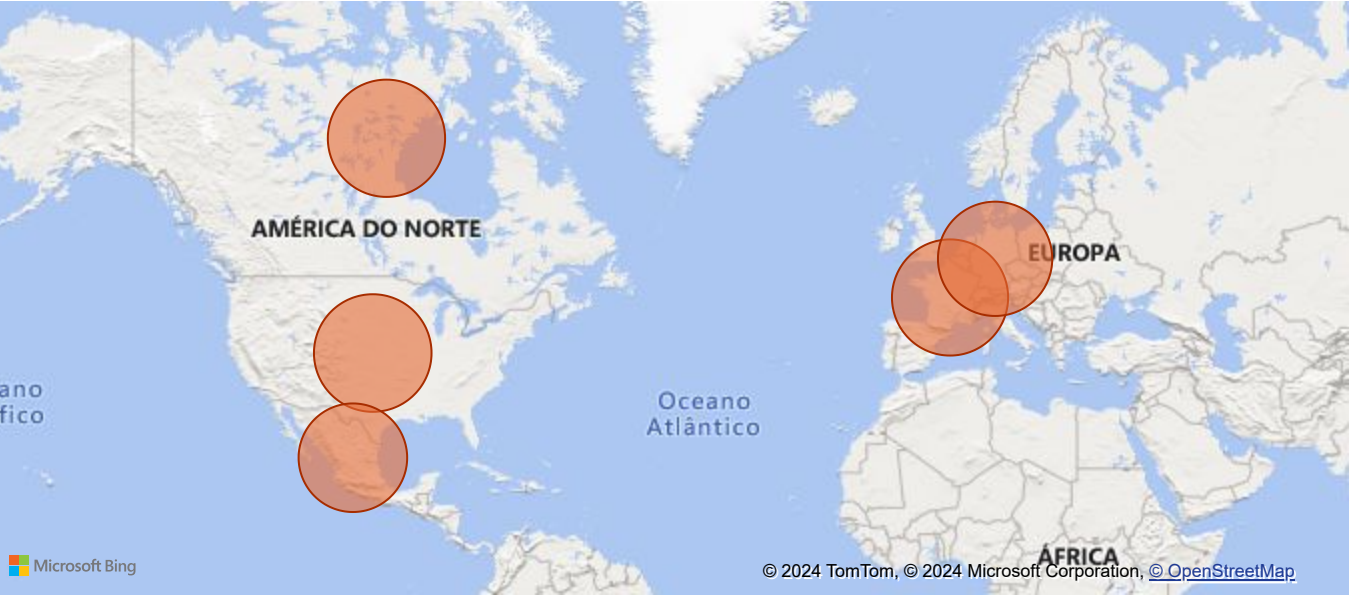 AMÉRICA DO NORTE
EUROPA
ano
fico
Oceano
Atlântico
ÁFRICA
Microsoft Bing
© 2024 TomTom, © 2024 Microsoft Corporation, © OpenStreetMap